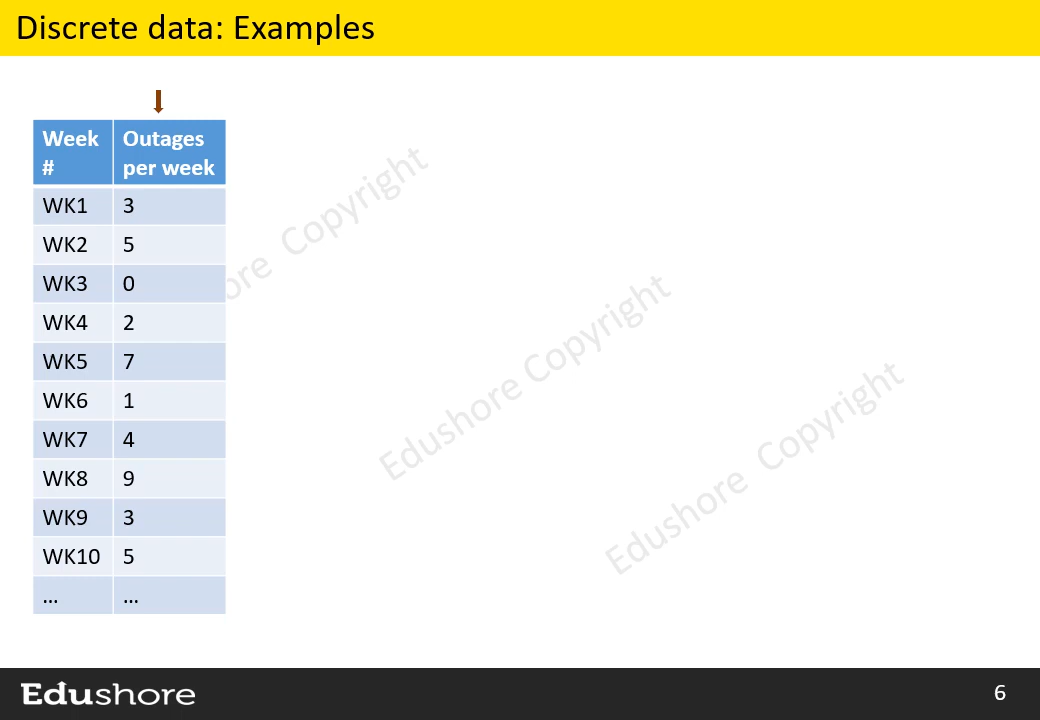 Discrete data: Examples
Week # Outages per week
WK1 3
WK2 5
WK3 0
WK4 2
WK5 7
WK6 1
WK7 4
WK8 9
WK9 3
WK10 5
... ...
ore Copyright
Edushore Copyright
Edushore Copyright
Edushore
6